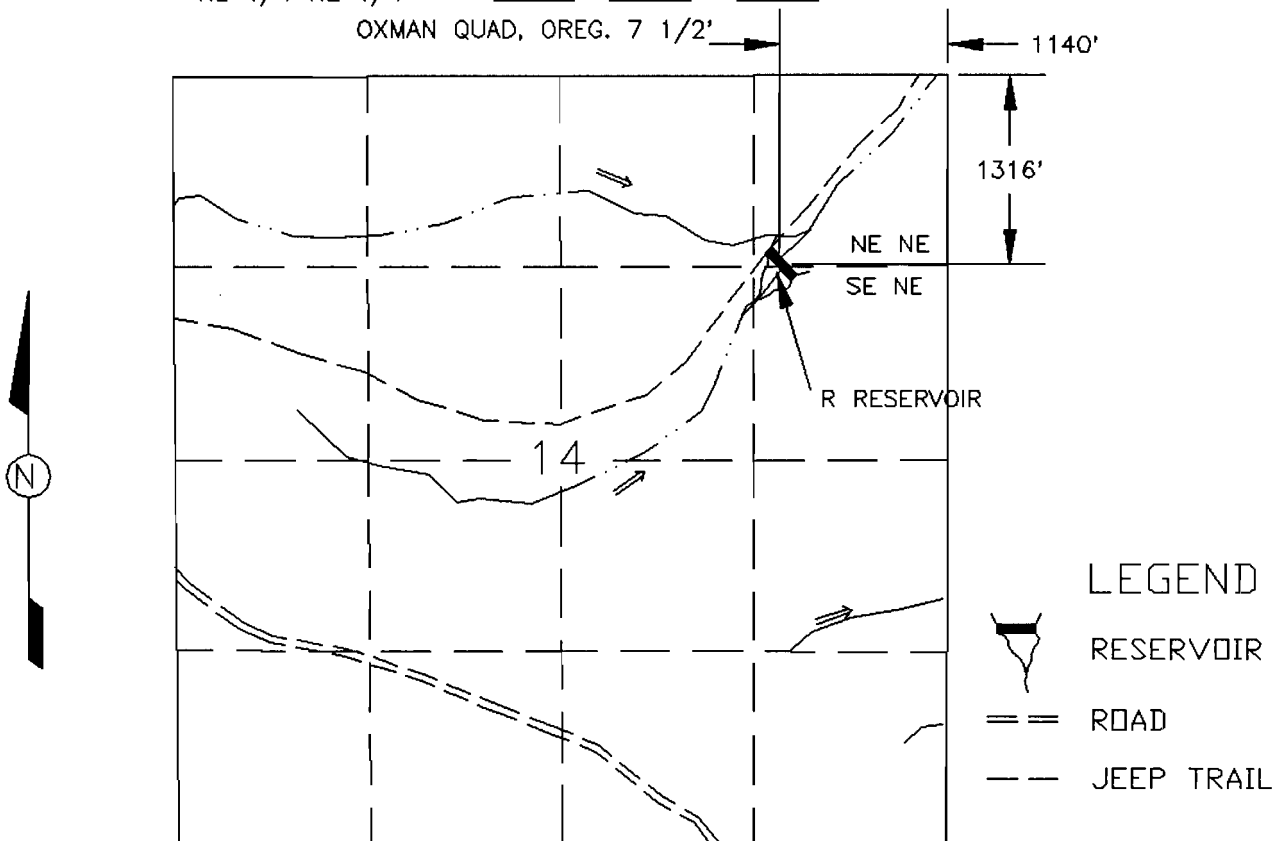 OXMAN QUAD, OREG. 7 1/2'
1140'
1316'
NE NE
SE NE
R RESERVOIR
14
N
LEGEND
RESERVOIR
ROAD
JEEP TRAIL